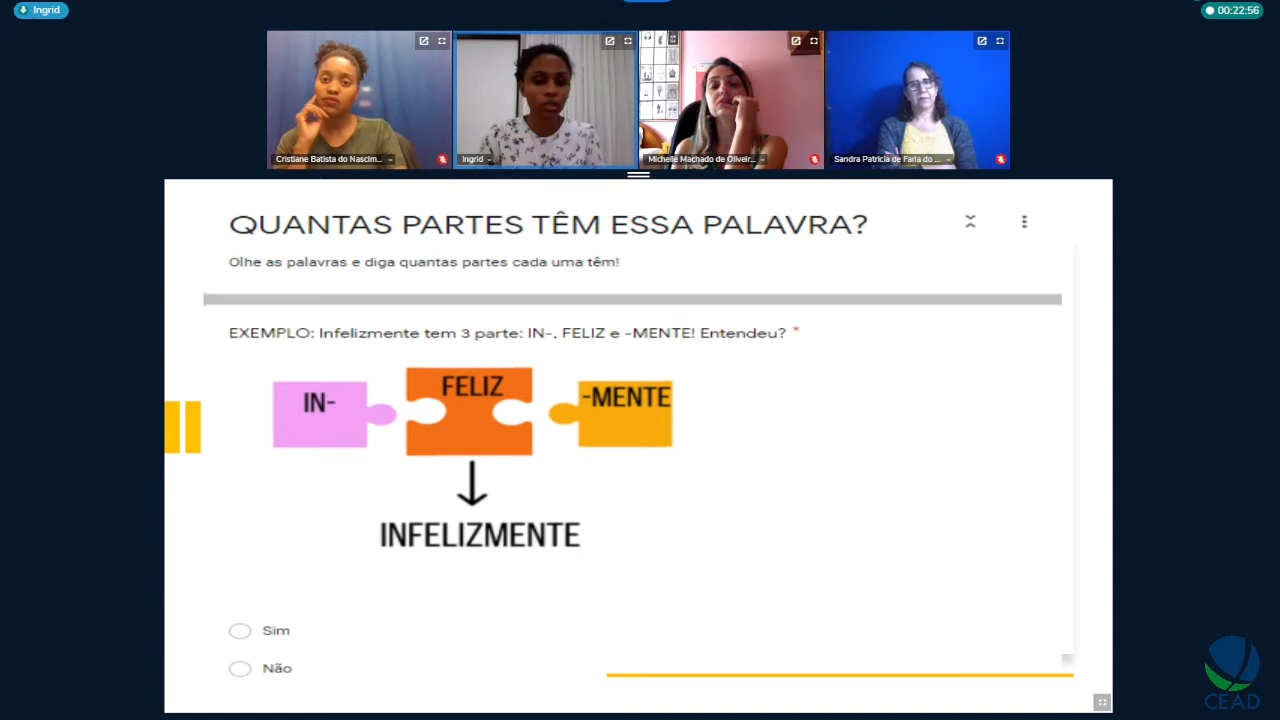 Ingrid
00:22:56
Cristiane Batista do Nascim...
Ingrid
Michelle Machado de Oliveir...
Sandra Patricia de Faria do ...
QUANTAS PARTES TÊM ESSA PALAVRA?
Olhe as palavras e diga quantas partes cada uma têm!
EXEMPLO: Infelizmente tem 3 parte: IN-, FELIZ e -MENTE! Entendeu? *
IN-
FELIZ
-MENTE
INFELIZMENTE
Sim
Não
CEAD